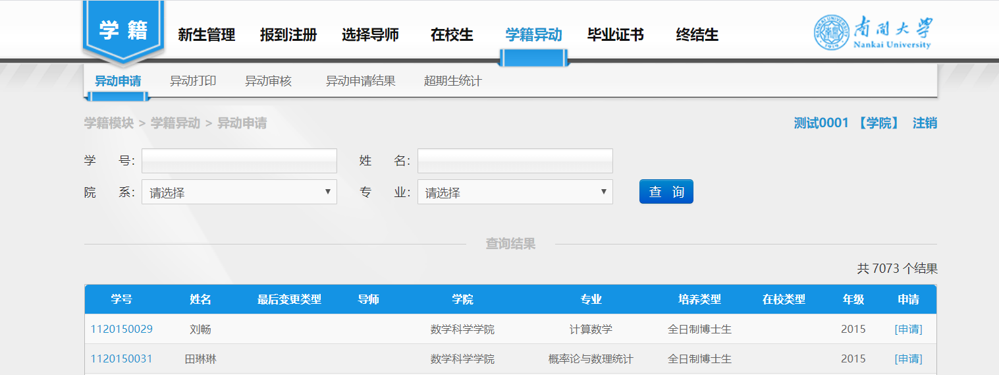 学 籍
新生管理 报到注册 选择导师 在校生 学籍异动 毕业证书 终结生
南开大学
Nankai University
异动申请 异动打印 异动审核 异动申请结果 超期生统计
学籍模块 > 学籍异动 > 异动申请
测试0001 【学院】 注销
学 号： 姓 名：
院 系： 请选择 专 业： 请选择 查 询
查询结果
共 7073 个结果
学号 姓名 最后变更类型 导师 学院 专业 培养类型 在校类型 年级 申请
1120150029 刘畅 数学科学学院 计算数学 全日制博士生 2015 [申请]
1120150031 田琳琳 数学科学学院 概率论与数理统计 全日制博士生 2015 [申请]